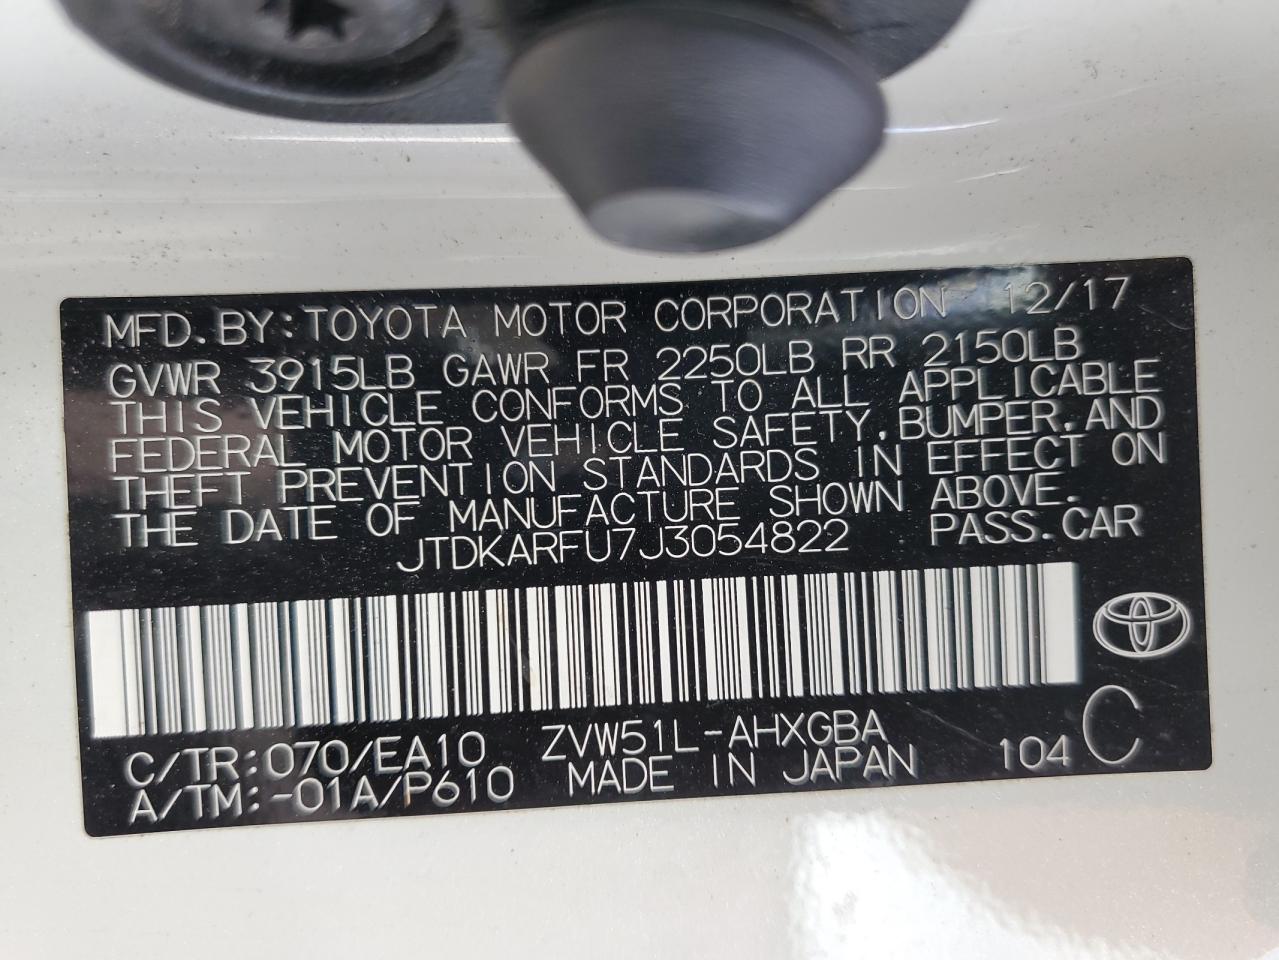 MFD. BY: TOYOTA MOTOR CORPORATION 12/17
GVWR 3915LB GAWR FR 2250LB RR 2150LB
THIS VEHICLE CONFORMS TO ALL APPLICABLE
FEDERAL MOTOR VEHICLE SAFETY, BUMPER, AND
THEFT PREVENTION STANDARDS IN EFFECT ON
THE DATE OF MANUFACTURE SHOWN ABOVE.
JTDKARFU7J3054822 PASS. CAR
C/TR: 070/EA10 ZVW51L-AHXGBA
A/TM: -01A/P610 MADE IN JAPAN 104 C